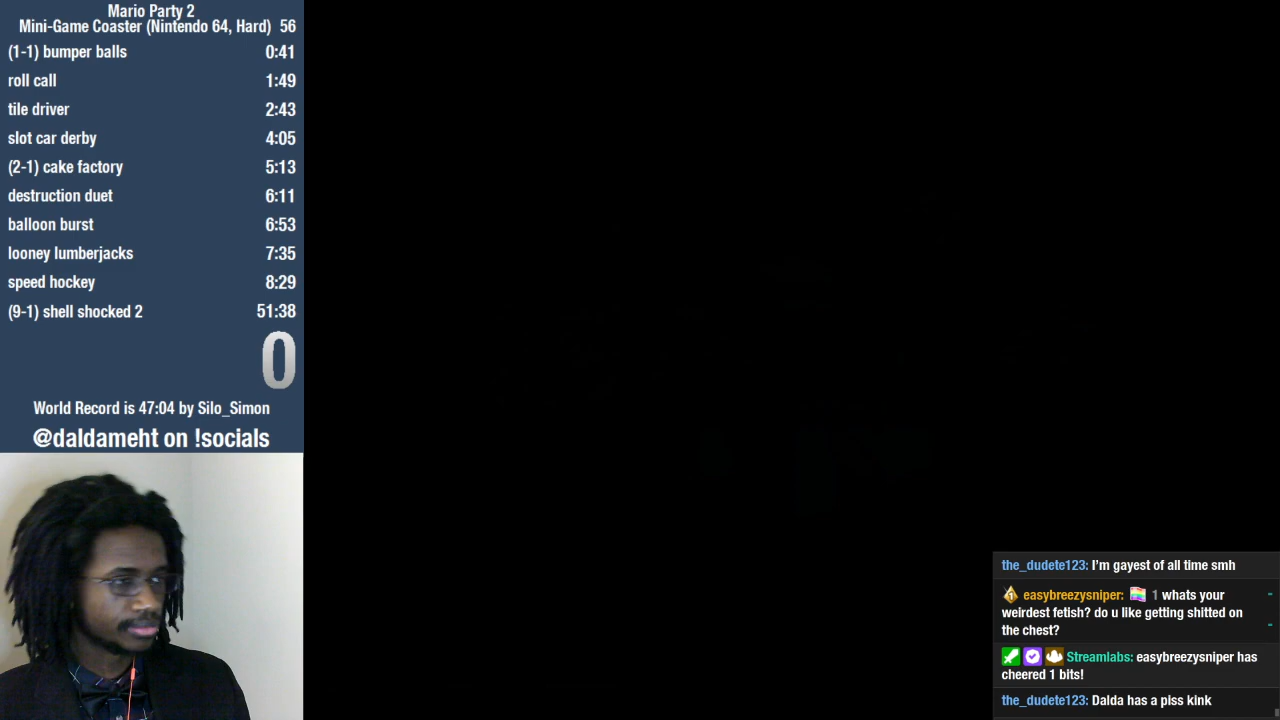 Mario Party 2
Mini-Game Coaster (Nintendo 64, Hard) 56
(1-1) bumper balls 0:41
roll call 1:49
tile driver 2:43
slot car derby 4:05
(2-1) cake factory 5:13
destruction duet 6:11
balloon burst 6:53
looney lumberjacks 7:35
speed hockey 8:29
(9-1) shell shocked 2 51:38
0
World Record is 47:04 by Silo_Simon
@daldameht on !socials
the_dudete123: I'm gayest of all time smh
1 easybreezysniper: 1 whats your
weirdest fetish? do u like getting shitted on
the chest?
Streamlabs: easybreezysniper has
cheered 1 bits!
the_dudete123: Dalda has a piss kink